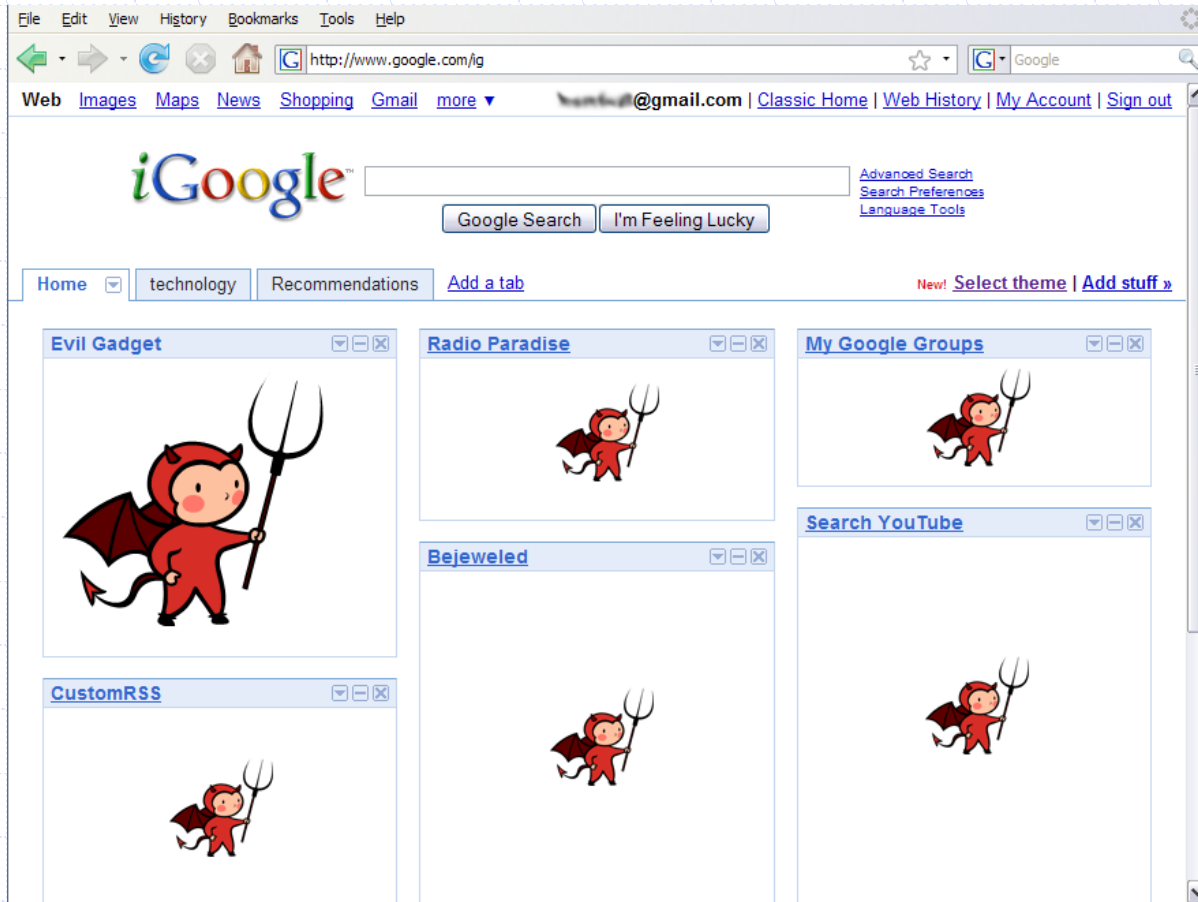 File Edit View History Bookmarks Tools Help
http://www.google.com/ig
Google
Web Images Maps News Shopping Gmail more ▼ @gmail.com | Classic Home | Web History | My Account | Sign out
iGoogle™
Advanced Search
Search Preferences
Language Tools
Google Search I'm Feeling Lucky
Home technology Recommendations Add a tab New! Select theme | Add stuff »
Evil Gadget
Radio Paradise
My Google Groups
Search YouTube
Bejeweled
CustomRSS